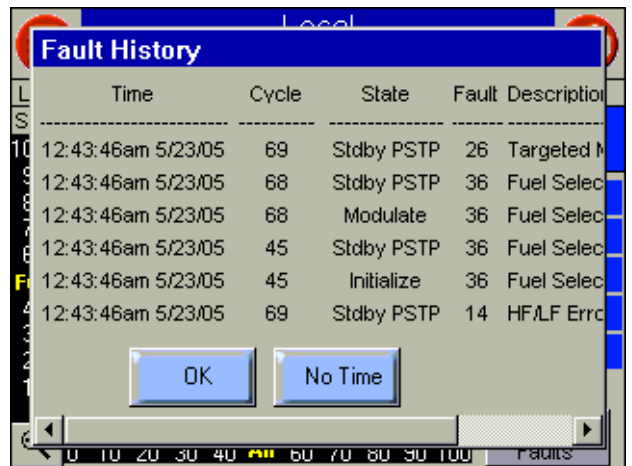 Local
Fault History
Time Cycle State Fault Description
12:43:46am 5/23/05 69 Stdby PSTP 26 Targeted
12:43:46am 5/23/05 68 Stdby PSTP 36 Fuel Selec
12:43:46am 5/23/05 68 Modulate 36 Fuel Selec
12:43:46am 5/23/05 45 Stdby PSTP 36 Fuel Selec
12:43:46am 5/23/05 45 Initialize 36 Fuel Selec
12:43:46am 5/23/05 69 Stdby PSTP 14 HF/LF Erro
OK No Time
0 10 20 30 40 All 60 70 80 90 100 Faults